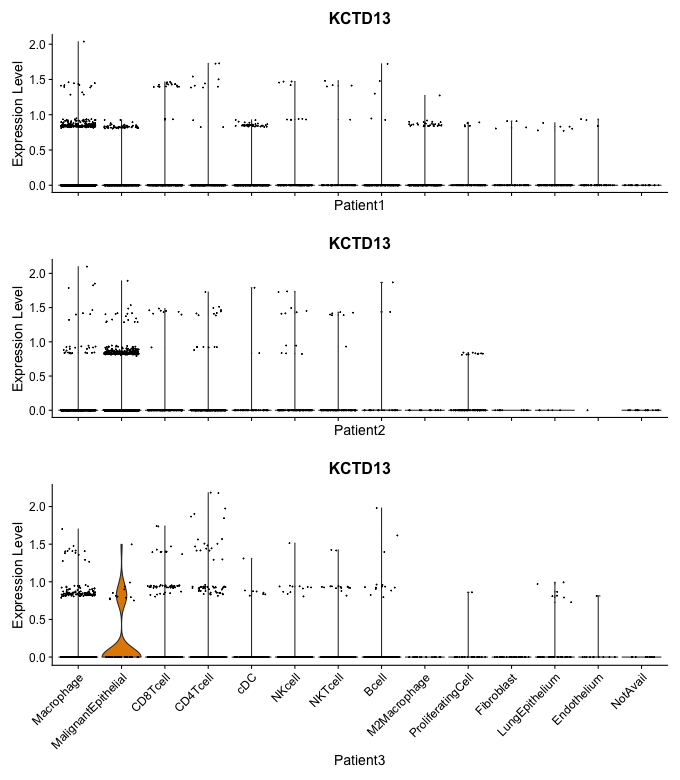 KCTD13
Expression Level
2.0
1.5
1.0
0.5
0.0
Patient1
KCTD13
Expression Level
2.0
1.5
1.0
0.5
0.0
Patient2
KCTD13
Expression Level
2.0
1.5
1.0
0.5
0.0
Macrophage
MalignantEpithelial
CD8Tcell
CD4Tcell
cDC
NKcell
NKTcell
Bcell
M2Macrophage
ProliferatingCell
Fibroblast
LungEpithelium
Endothelium
NotAvail
Patient3